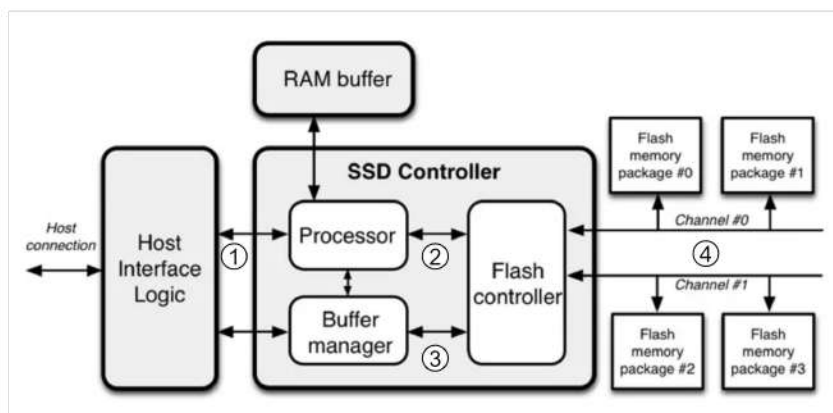 RAM buffer
SSD Controller
Host
connection
Host
Interface
Logic
①
Processor
②
Buffer
manager
③
Flash
controller
Flash
memory
package #0
Flash
memory
package #1
Channel #0
④
Channel #1
Flash
memory
package #2
Flash
memory
package #3